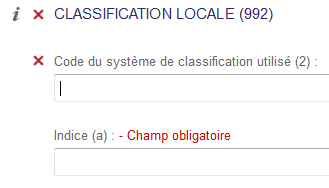 CLASSIFICATION LOCALE (992)
Code du système de classification utilisé (2) :
Indice (a) : - Champ obligatoire